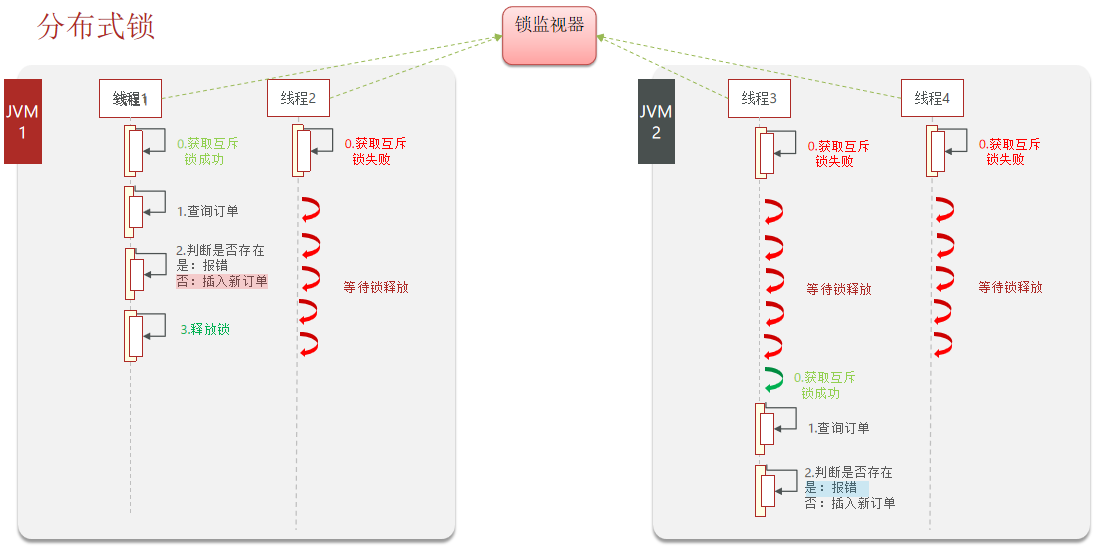 分布式锁
锁监视器
JVM
1
线程1
线程2
0.获取互斥
锁成功
0.获取互斥
锁失败
1.查询订单
2.判断是否存在
是：报错
否：插入新订单
等待锁释放
3.释放锁
JVM
2
线程3
线程4
0.获取互斥
锁失败
0.获取互斥
锁失败
等待锁释放
等待锁释放
0.获取互斥
锁成功
1.查询订单
2.判断是否存在
是：报错
否：插入新订单